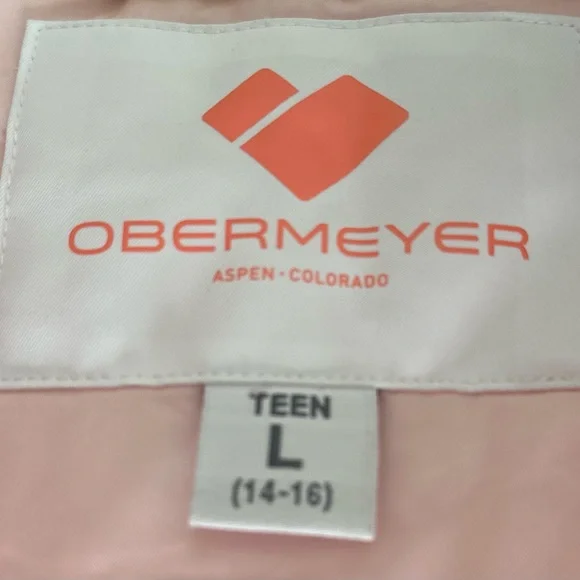 OBERMEYER
ASPEN · COLORADO
TEEN
L
(14-16)